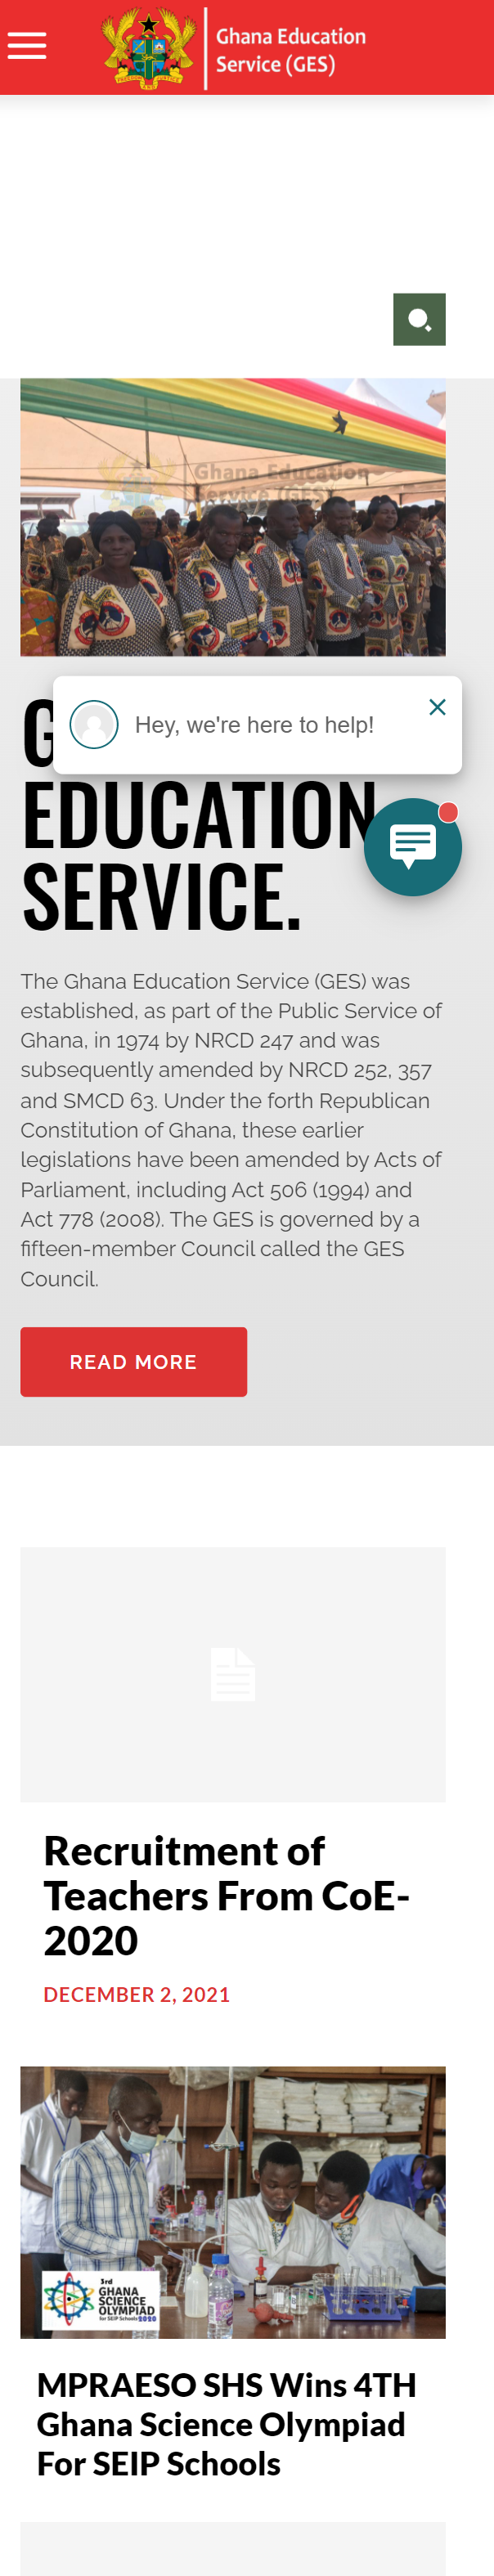 Ghana Education
Service (GES)
Ghana Education
Service (GES)
Hey, we're here to help!
G
EDUCATION
SERVICE.
The Ghana Education Service (GES) was
established, as part of the Public Service of
Ghana, in 1974 by NRCD 247 and was
subsequently amended by NRCD 252, 357
and SMCD 63. Under the forth Republican
Constitution of Ghana, these earlier
legislations have been amended by Acts of
Parliament, including Act 506 (1994) and
Act 778 (2008). The GES is governed by a
fifteen-member Council called the GES
Council.
READ MORE
Recruitment of
Teachers From CoE-
2020
DECEMBER 2, 2021
3rd
GHANA
SCIENCE
OLYMPIAD
for SEIP Schools 2020
MPRAESO SHS Wins 4TH
Ghana Science Olympiad
For SEIP Schools